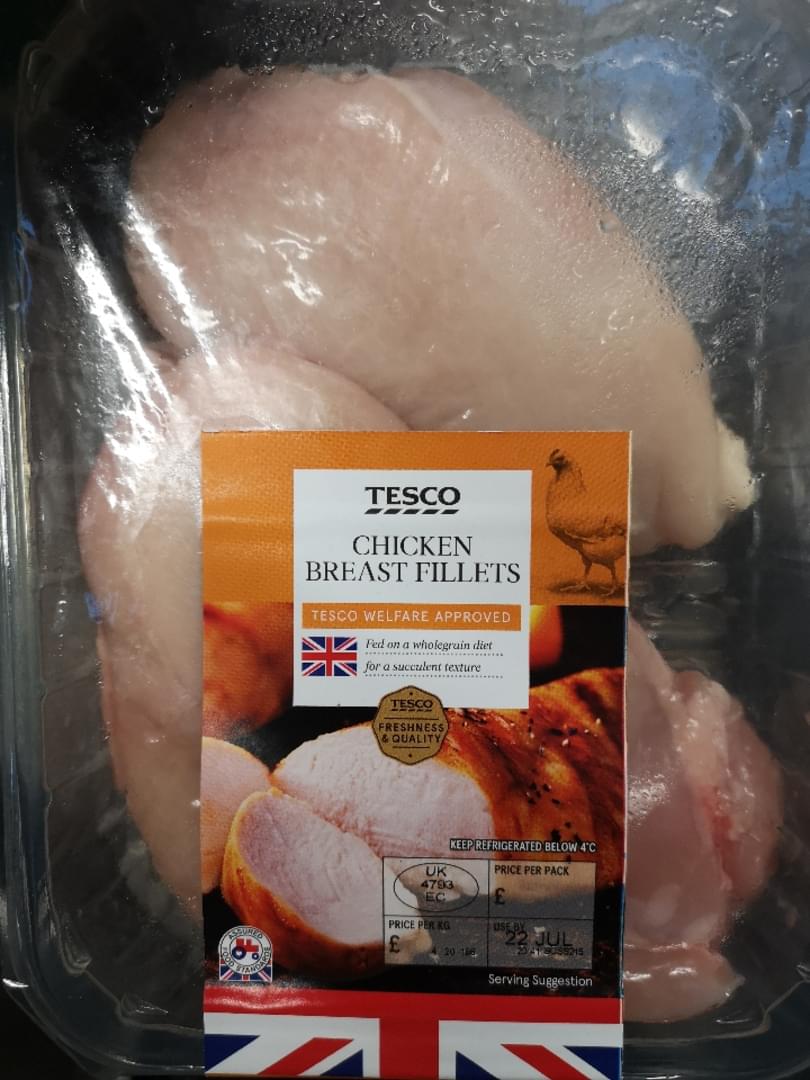 TESCO
CHICKEN
BREAST FILLETS
TESCO WELFARE APPROVED
Fed on a wholegrain diet
for a succulent texture
TESCO
FRESHNESS
& QUALITY
KEEP REFRIGERATED BELOW 4°C
UK
4793
EC
PRICE PER PACK
£
PRICE PER KG
£
USE BY
22 JUL
ASSURED
FOOD STANDARDS
Serving Suggestion